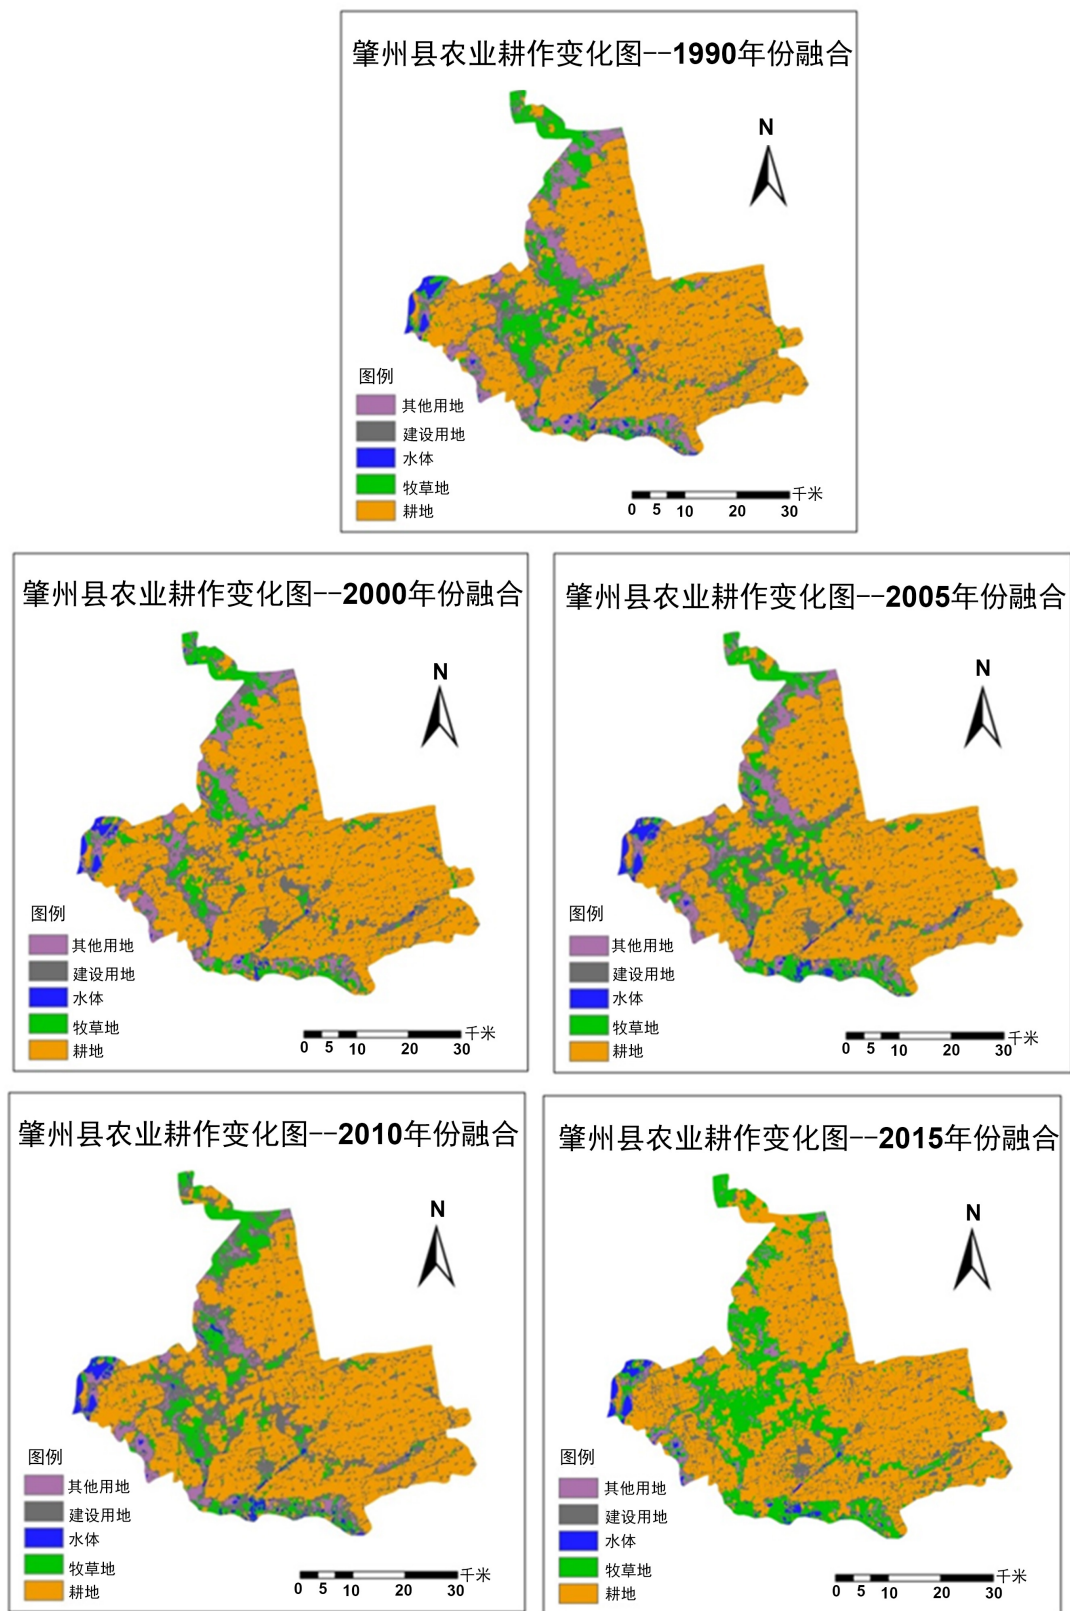 肇州县农业耕作变化图--1990年份融合
N
图例
其他用地
建设用地
水体
牧草地
耕地
千米
0 5 10 20 30
肇州县农业耕作变化图--2000年份融合
N
图例
其他用地
建设用地
水体
牧草地
耕地
千米
0 5 10 20 30
肇州县农业耕作变化图--2005年份融合
N
图例
其他用地
建设用地
水体
牧草地
耕地
千米
0 5 10 20 30
肇州县农业耕作变化图--2010年份融合
N
图例
其他用地
建设用地
水体
牧草地
耕地
千米
0 5 10 20 30
肇州县农业耕作变化图--2015年份融合
N
图例
其他用地
建设用地
水体
牧草地
耕地
千米
0 5 10 20 30